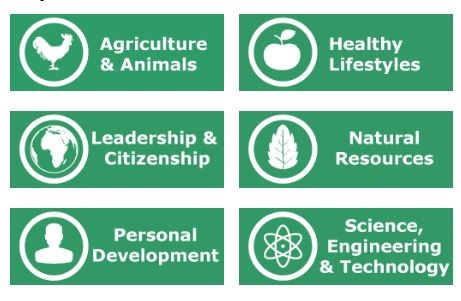 Agriculture
& Animals
Healthy
Lifestyles
Leadership &
Citizenship
Natural
Resources
Personal
Development
Science,
Engineering
& Technology